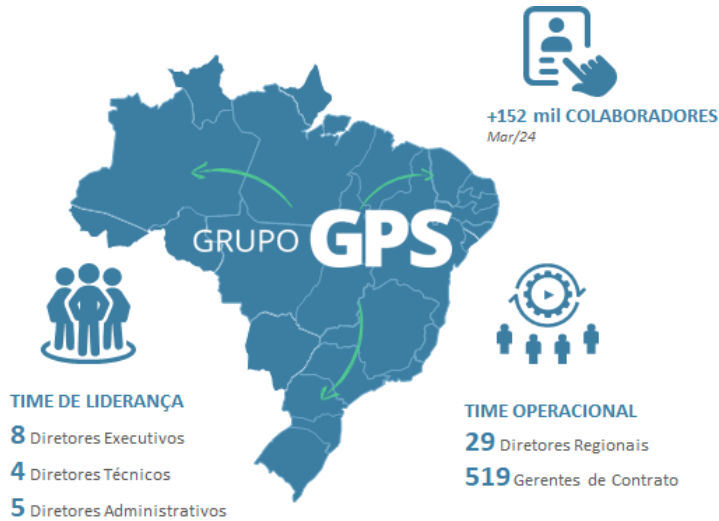 +152 mil COLABORADORES
Mar/24
GRUPO GPS
TIME DE LIDERANÇA
8 Diretores Executivos
4 Diretores Técnicos
5 Diretores Administrativos
TIME OPERACIONAL
29 Diretores Regionais
519 Gerentes de Contrato